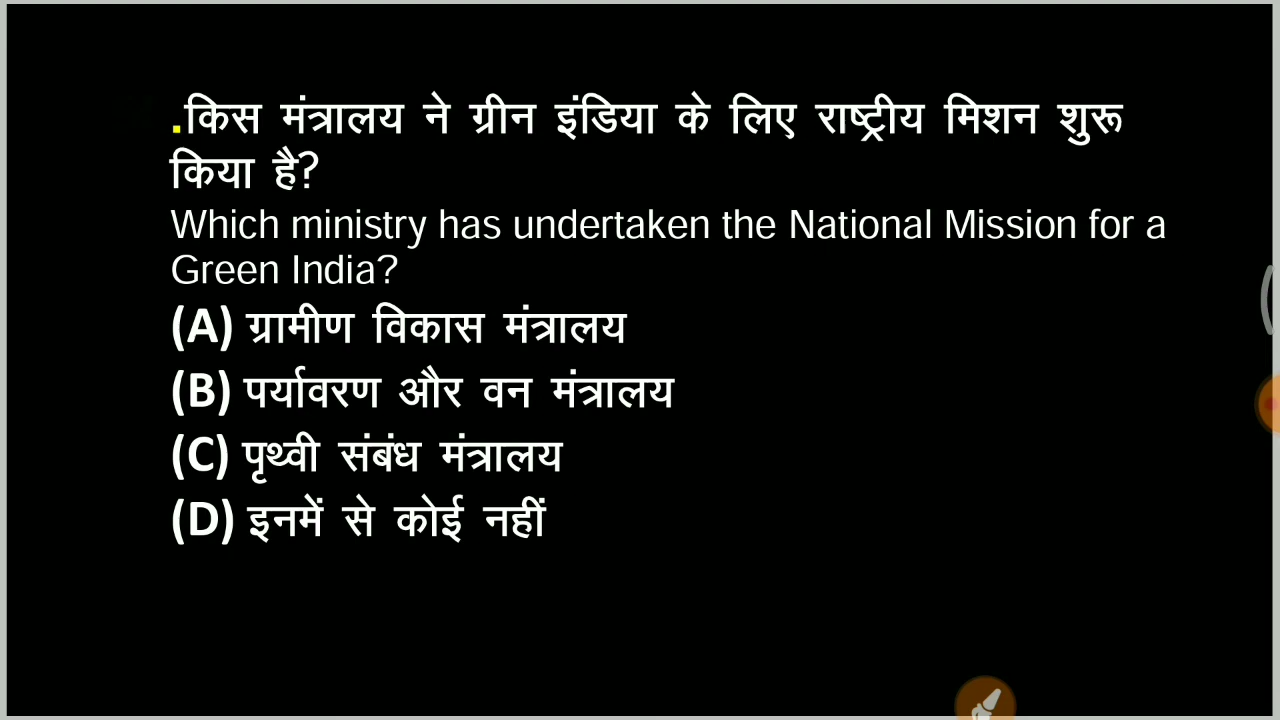 .किस मंत्रालय ने ग्रीन इंडिया के लिए राष्ट्रीय मिशन शुरू
किया है?
Which ministry has undertaken the National Mission for a
Green India?
(A) ग्रामीण विकास मंत्रालय
(B) पर्यावरण और वन मंत्रालय
(C) पृथ्वी संबंध मंत्रालय
(D) इनमें से कोई नहीं